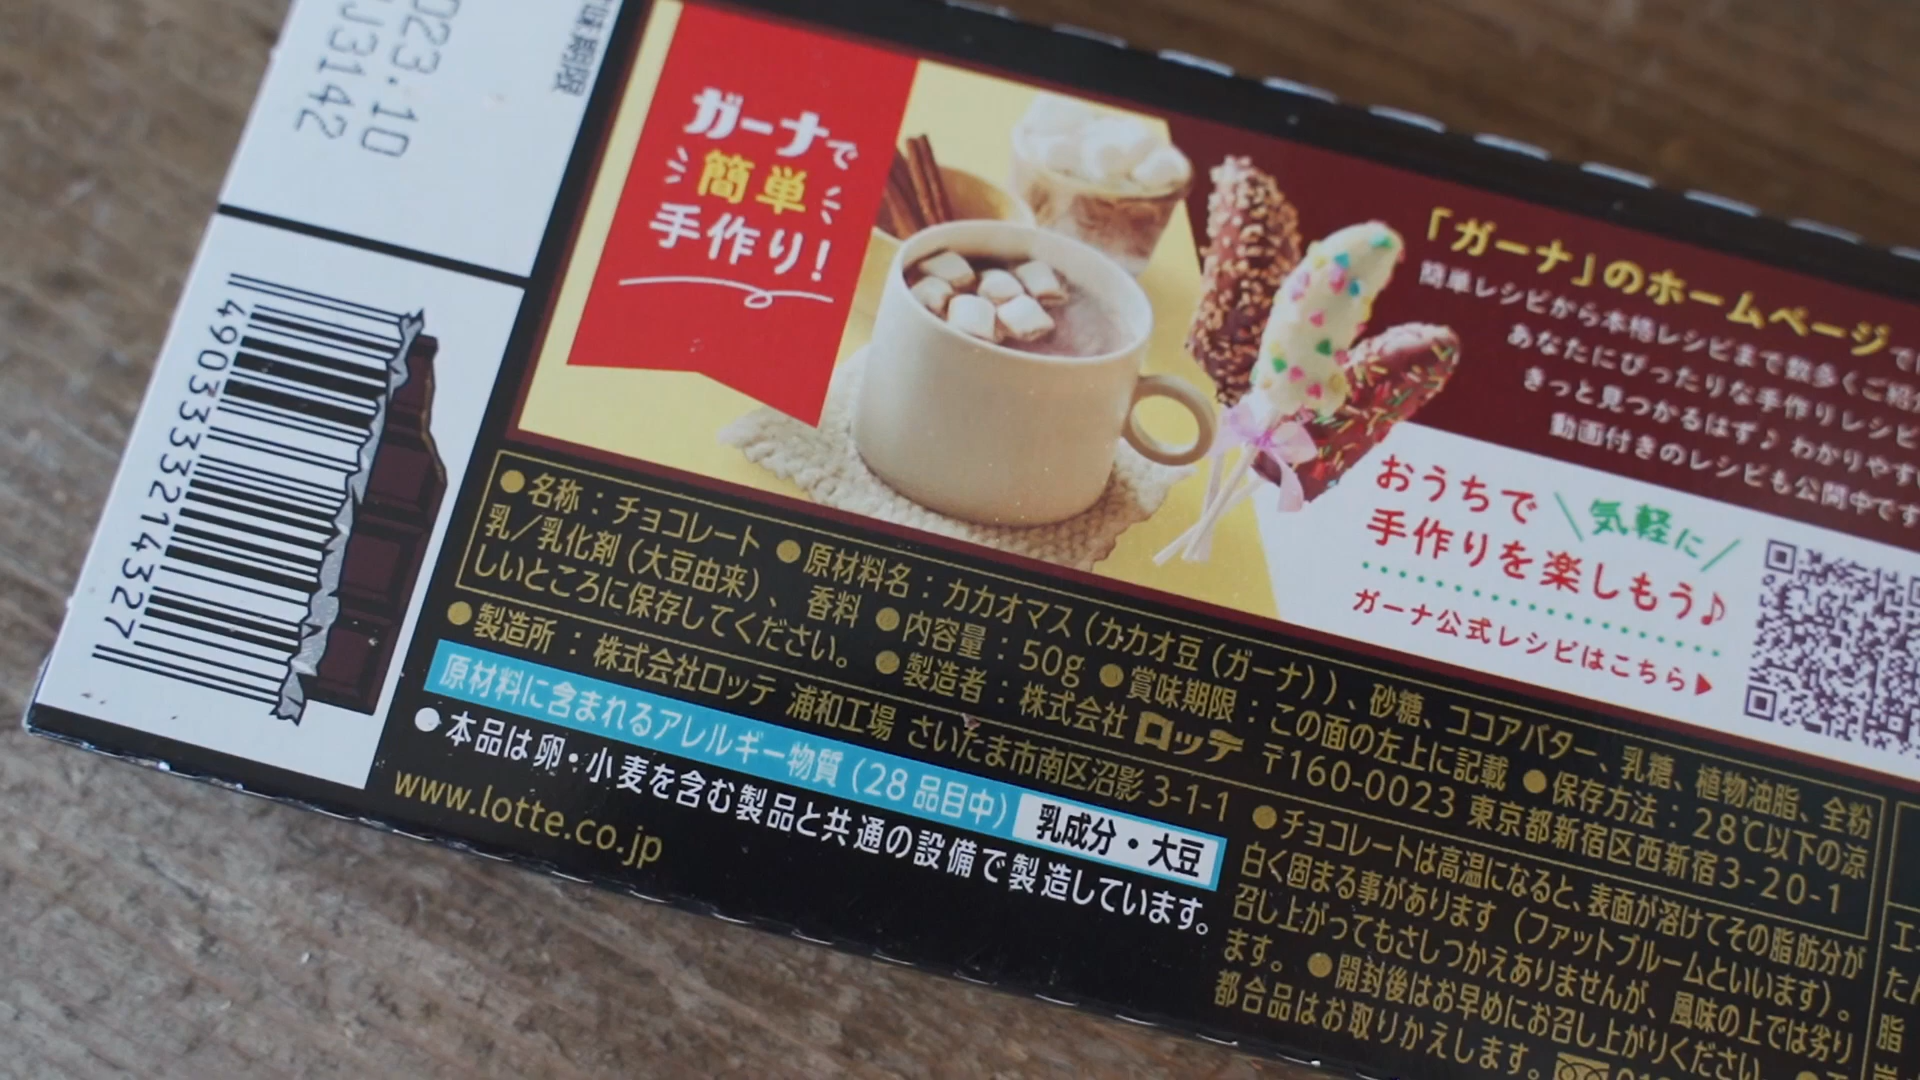 味期限
023.10
J3142
4903333214327
ガーナで
簡単
手作り!
「ガーナ」のホームページで
簡単レシピから本格レシピまで数多くご紹
あなたにぴったりな手作りレシピ
きっと見つかるはず♪ わかりやす
動画付きのレシピも公開中です
おうちで 気軽に
手作りを楽しもう♪
ガーナ公式レシピはこちら▶
●名称:チョコレート ●原材料名:カカオマス(カカオ豆(ガーナ))、砂糖、ココアバター、乳糖、植物油脂、全粉
乳/乳化剤(大豆由来)、香料 ●内容量:50g ●賞味期限:この面の左上に記載 ●保存方法:28℃以下の涼
しいところに保存してください。 ●製造者:株式会社ロッテ 〒160-0023 東京都新宿区西新宿3-20-1
●製造所:株式会社ロッテ 浦和工場 さいたま市南区沼影 3-1-1
原材料に含まれるアレルギー物質(28品目中) 乳成分・大豆
●本品は卵・小麦を含む製品と共通の設備で製造しています。
www.lotte.co.jp
●チョコレートは高温になると、表面が溶けてその脂肪分が
白く固まる事があります(ファットブルームといいます)。
召し上がってもさしつかえありませんが、風味の上では劣り
ます。 ●開封後はお早めにお召し上がりください。
都合品はお取りかえします。
エ
た
脂